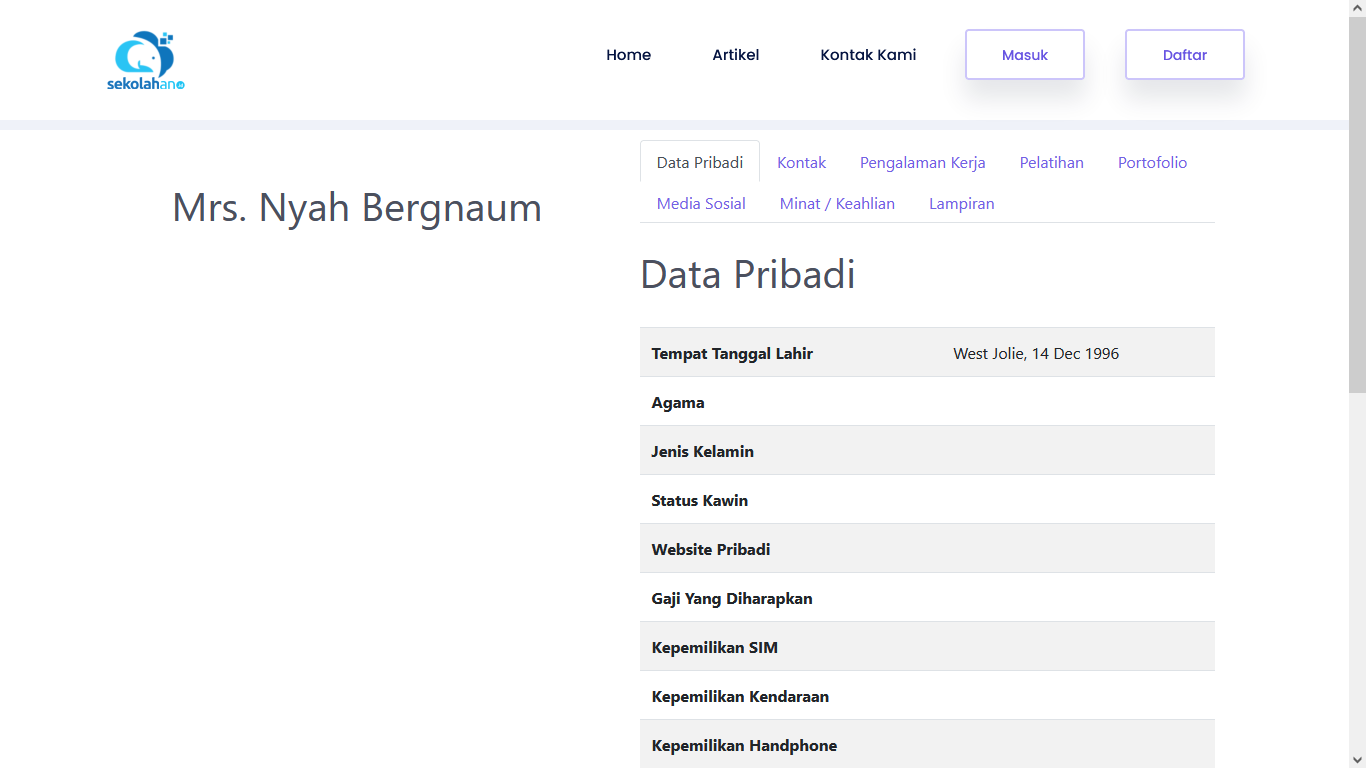 sekolahan
Home Artikel Kontak Kami Masuk Daftar
Mrs. Nyah Bergnaum
Data Pribadi Kontak Pengalaman Kerja Pelatihan Portofolio
Media Sosial Minat / Keahlian Lampiran
Data Pribadi
Tempat Tanggal Lahir West Jolie, 14 Dec 1996
Agama
Jenis Kelamin
Status Kawin
Website Pribadi
Gaji Yang Diharapkan
Kepemilikan SIM
Kepemilikan Kendaraan
Kepemilikan Handphone